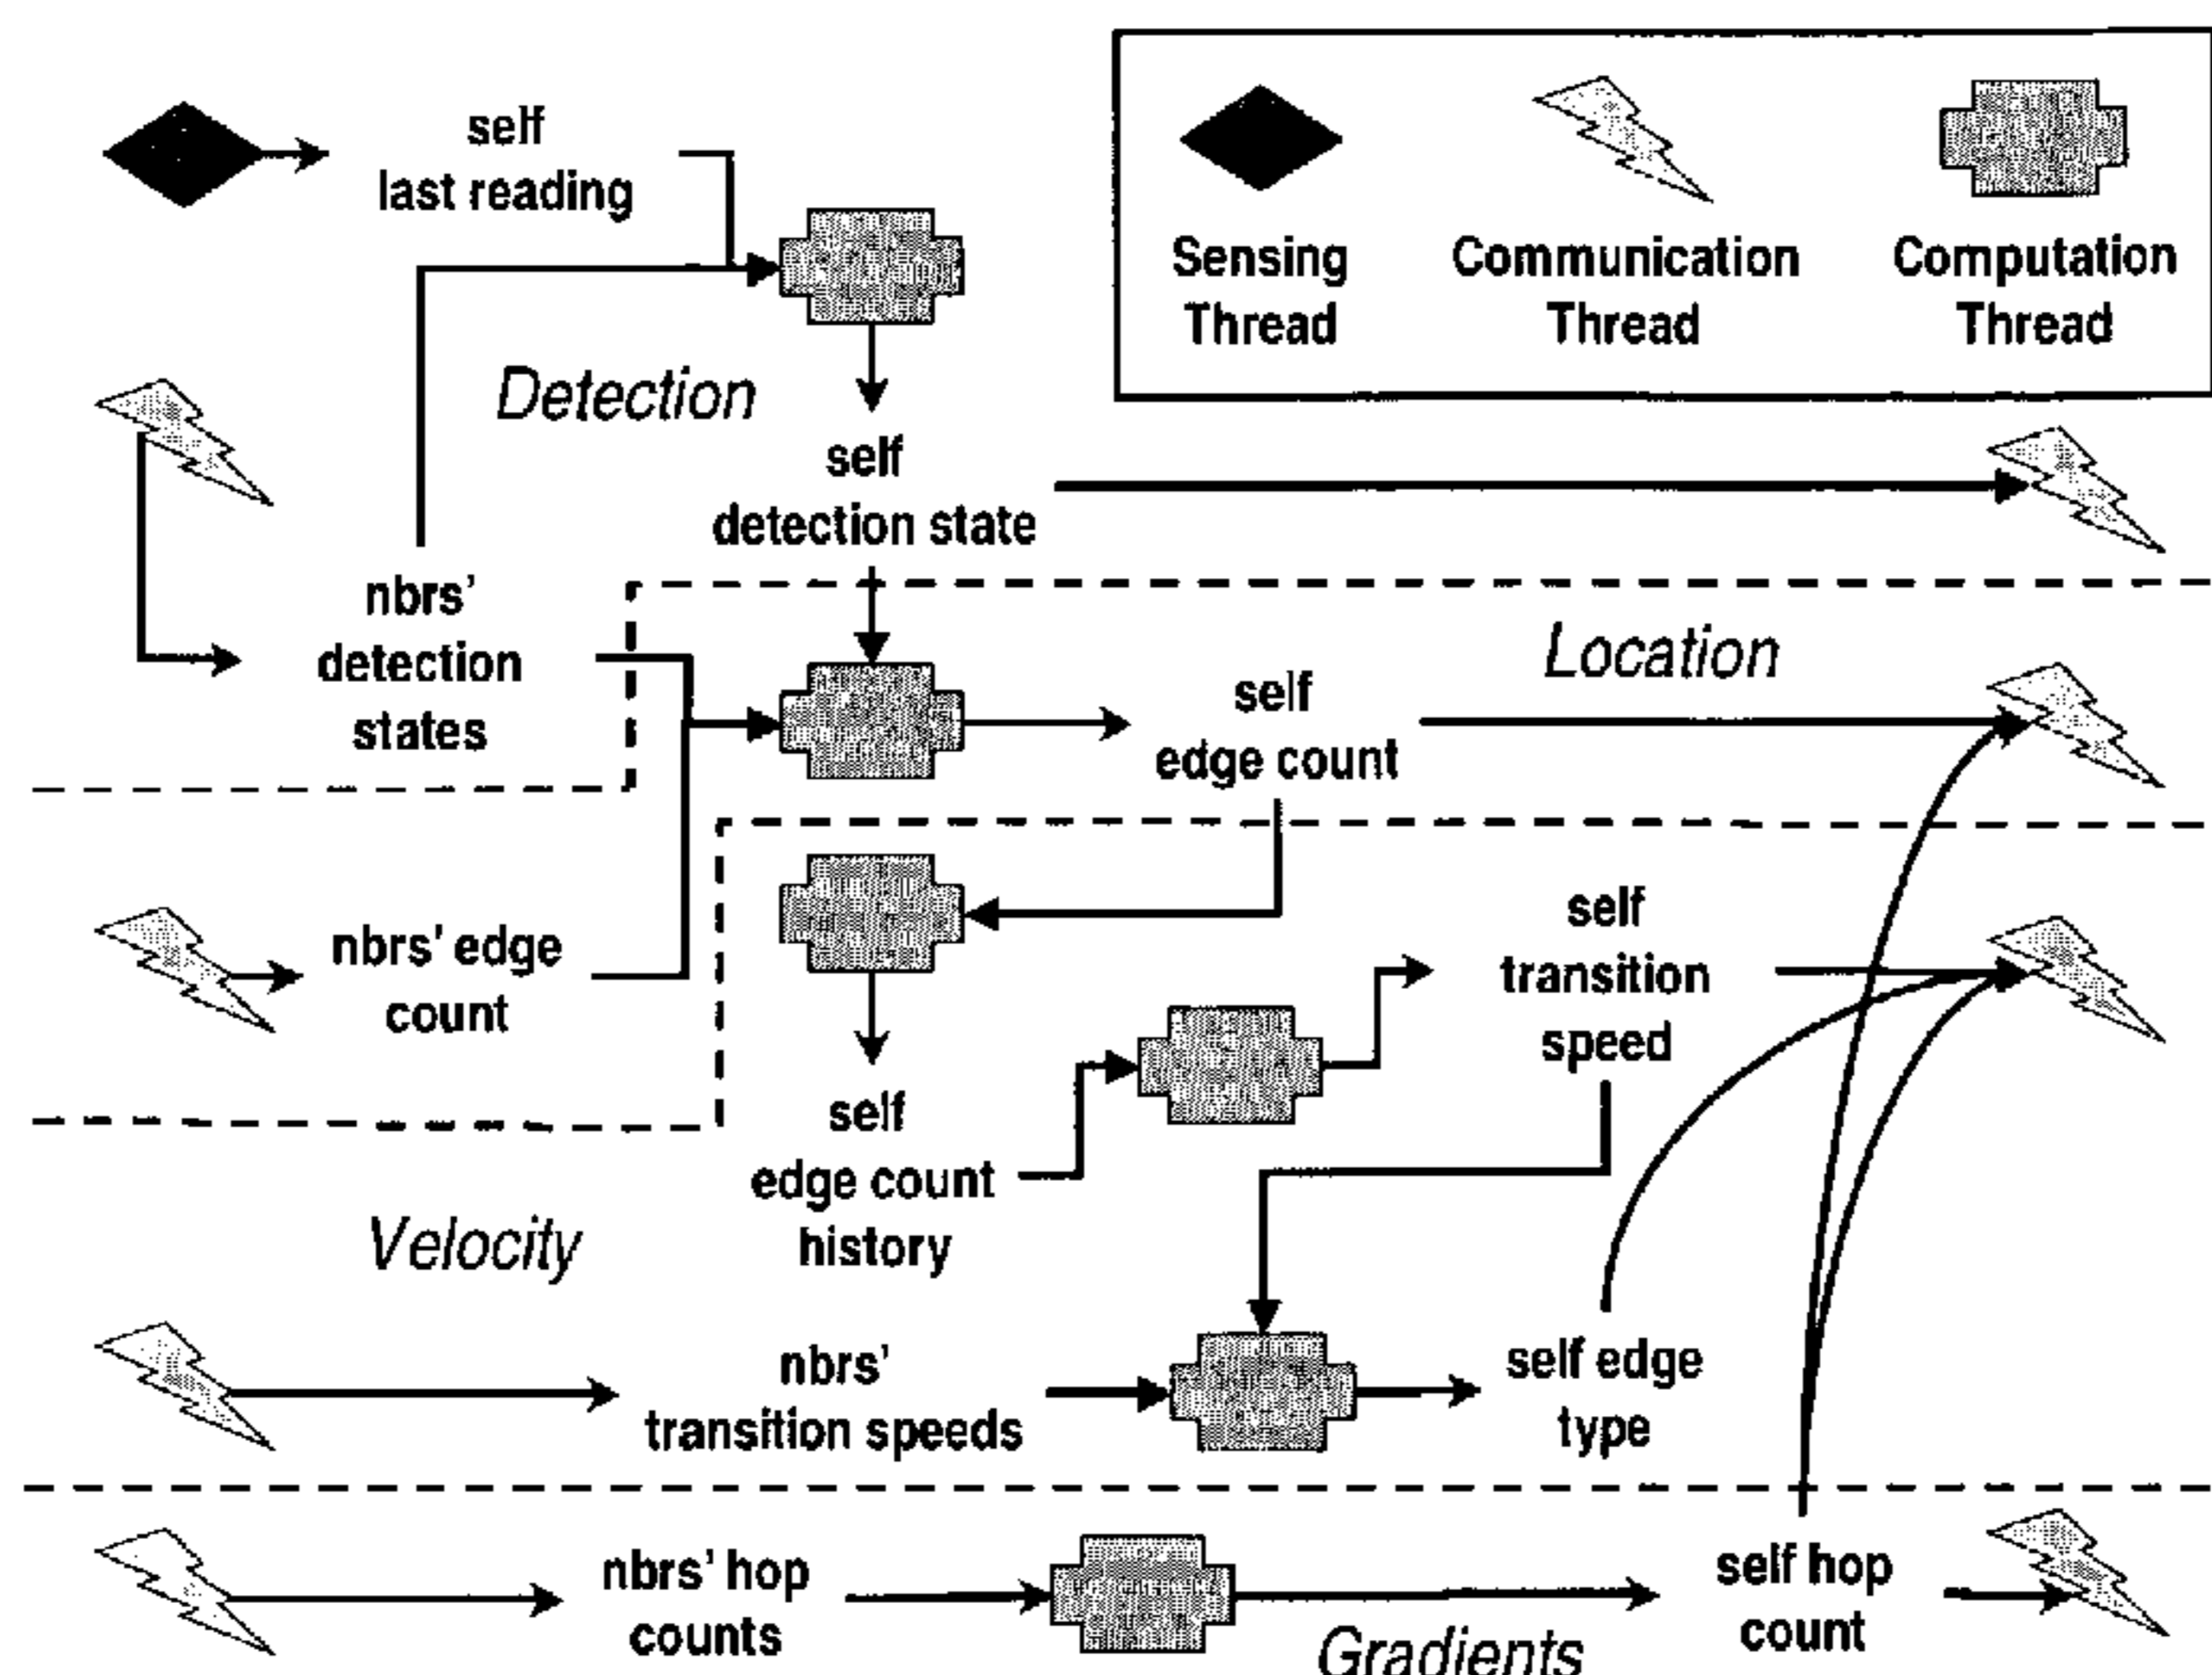 self
last reading
Sensing
Thread
Communication
Thread
Computation
Thread
Detection
self
detection state
nbrs'
detection
states
Location
self
edge count
nbrs' edge
count
self
transition
speed
self
edge count
history
Velocity
nbrs'
transition speeds
self edge
type
nbrs' hop
counts
Gradients
self hop
count